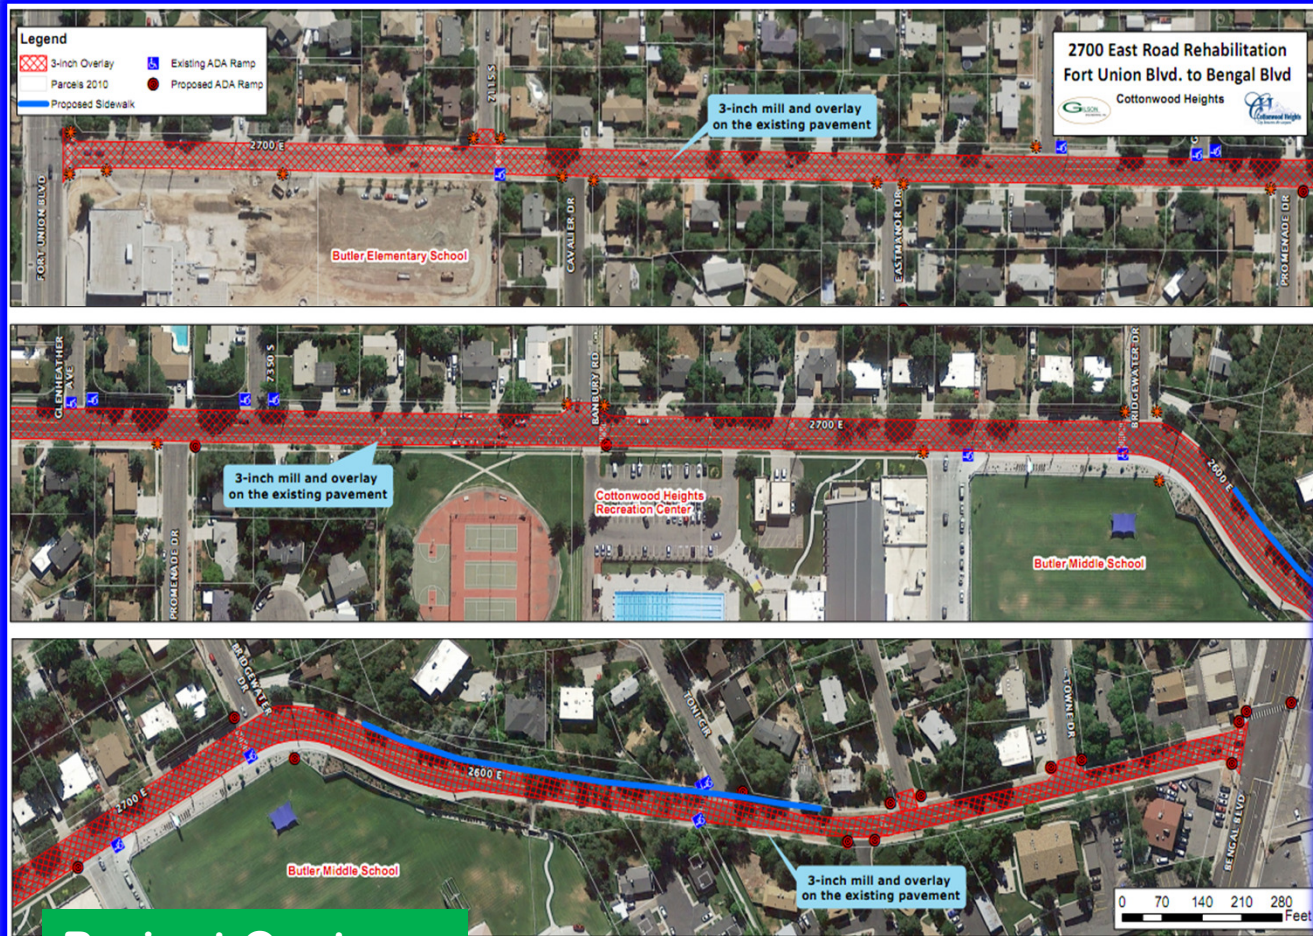 Legend
3-inch Overlay
Existing ADA Ramp
Parcels 2010
Proposed ADA Ramp
Proposed Sidewalk
2700 East Road Rehabilitation
Fort Union Blvd. to Bengal Blvd
Cottonwood Heights
GILSON
Cottonwood Heights
3-inch mill and overlay
on the existing pavement
2700 E
7115 S
FORT UNION BLVD
Butler Elementary School
CAVALIER DR
EASTMANOR DR
PROMENADE DR
GLENHEATHER
AVE
7350 S
BANBURY RD
BRIDGEWATER DR
2700 E
2600 E
3-inch mill and overlay
on the existing pavement
PROMENADE DR
Cottonwood Heights
Recreation Center
Butler Middle School
BRIDGEWATER
DR
TONI CIR
TOWNE DR
2600 E
2700 E
BENGAL BLVD
Butler Middle School
3-inch mill and overlay
on the existing pavement
0 70 140 210 280
Feet